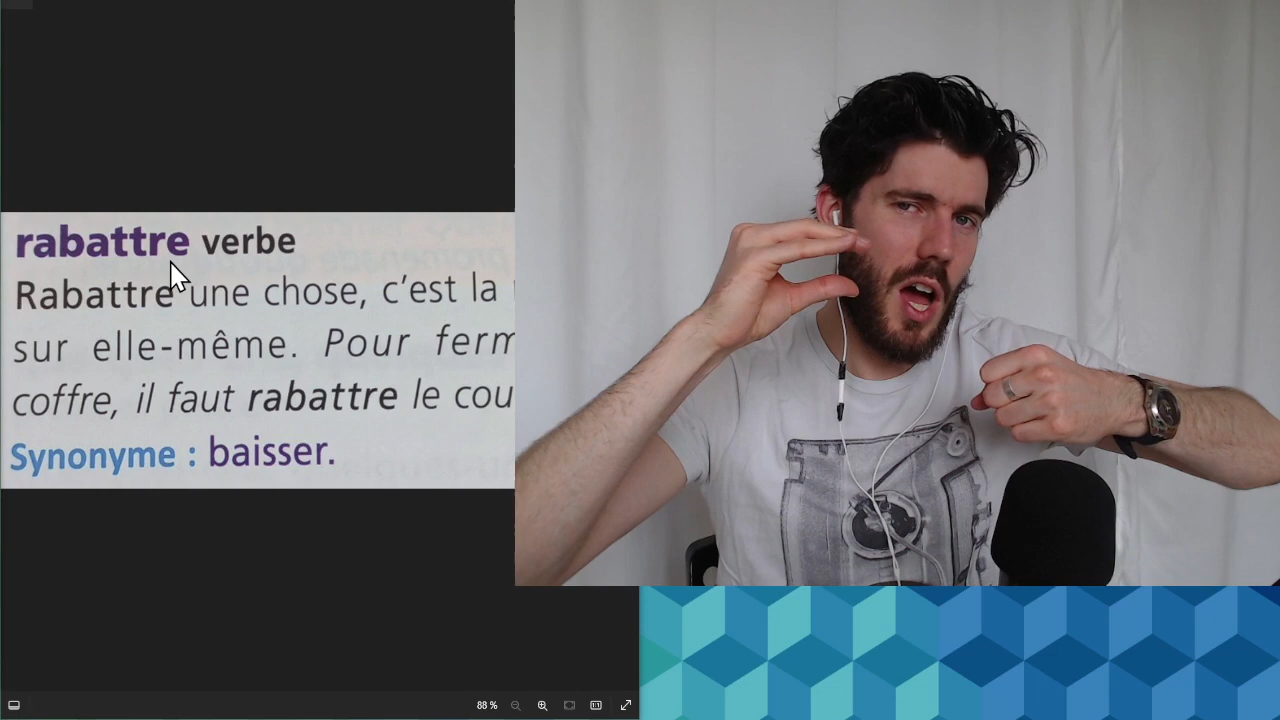 rabattre verbe
Rabattre une chose, c'est la
sur elle-même. Pour ferm
coffre, il faut rabattre le cou
Synonyme : baisser.
88 %